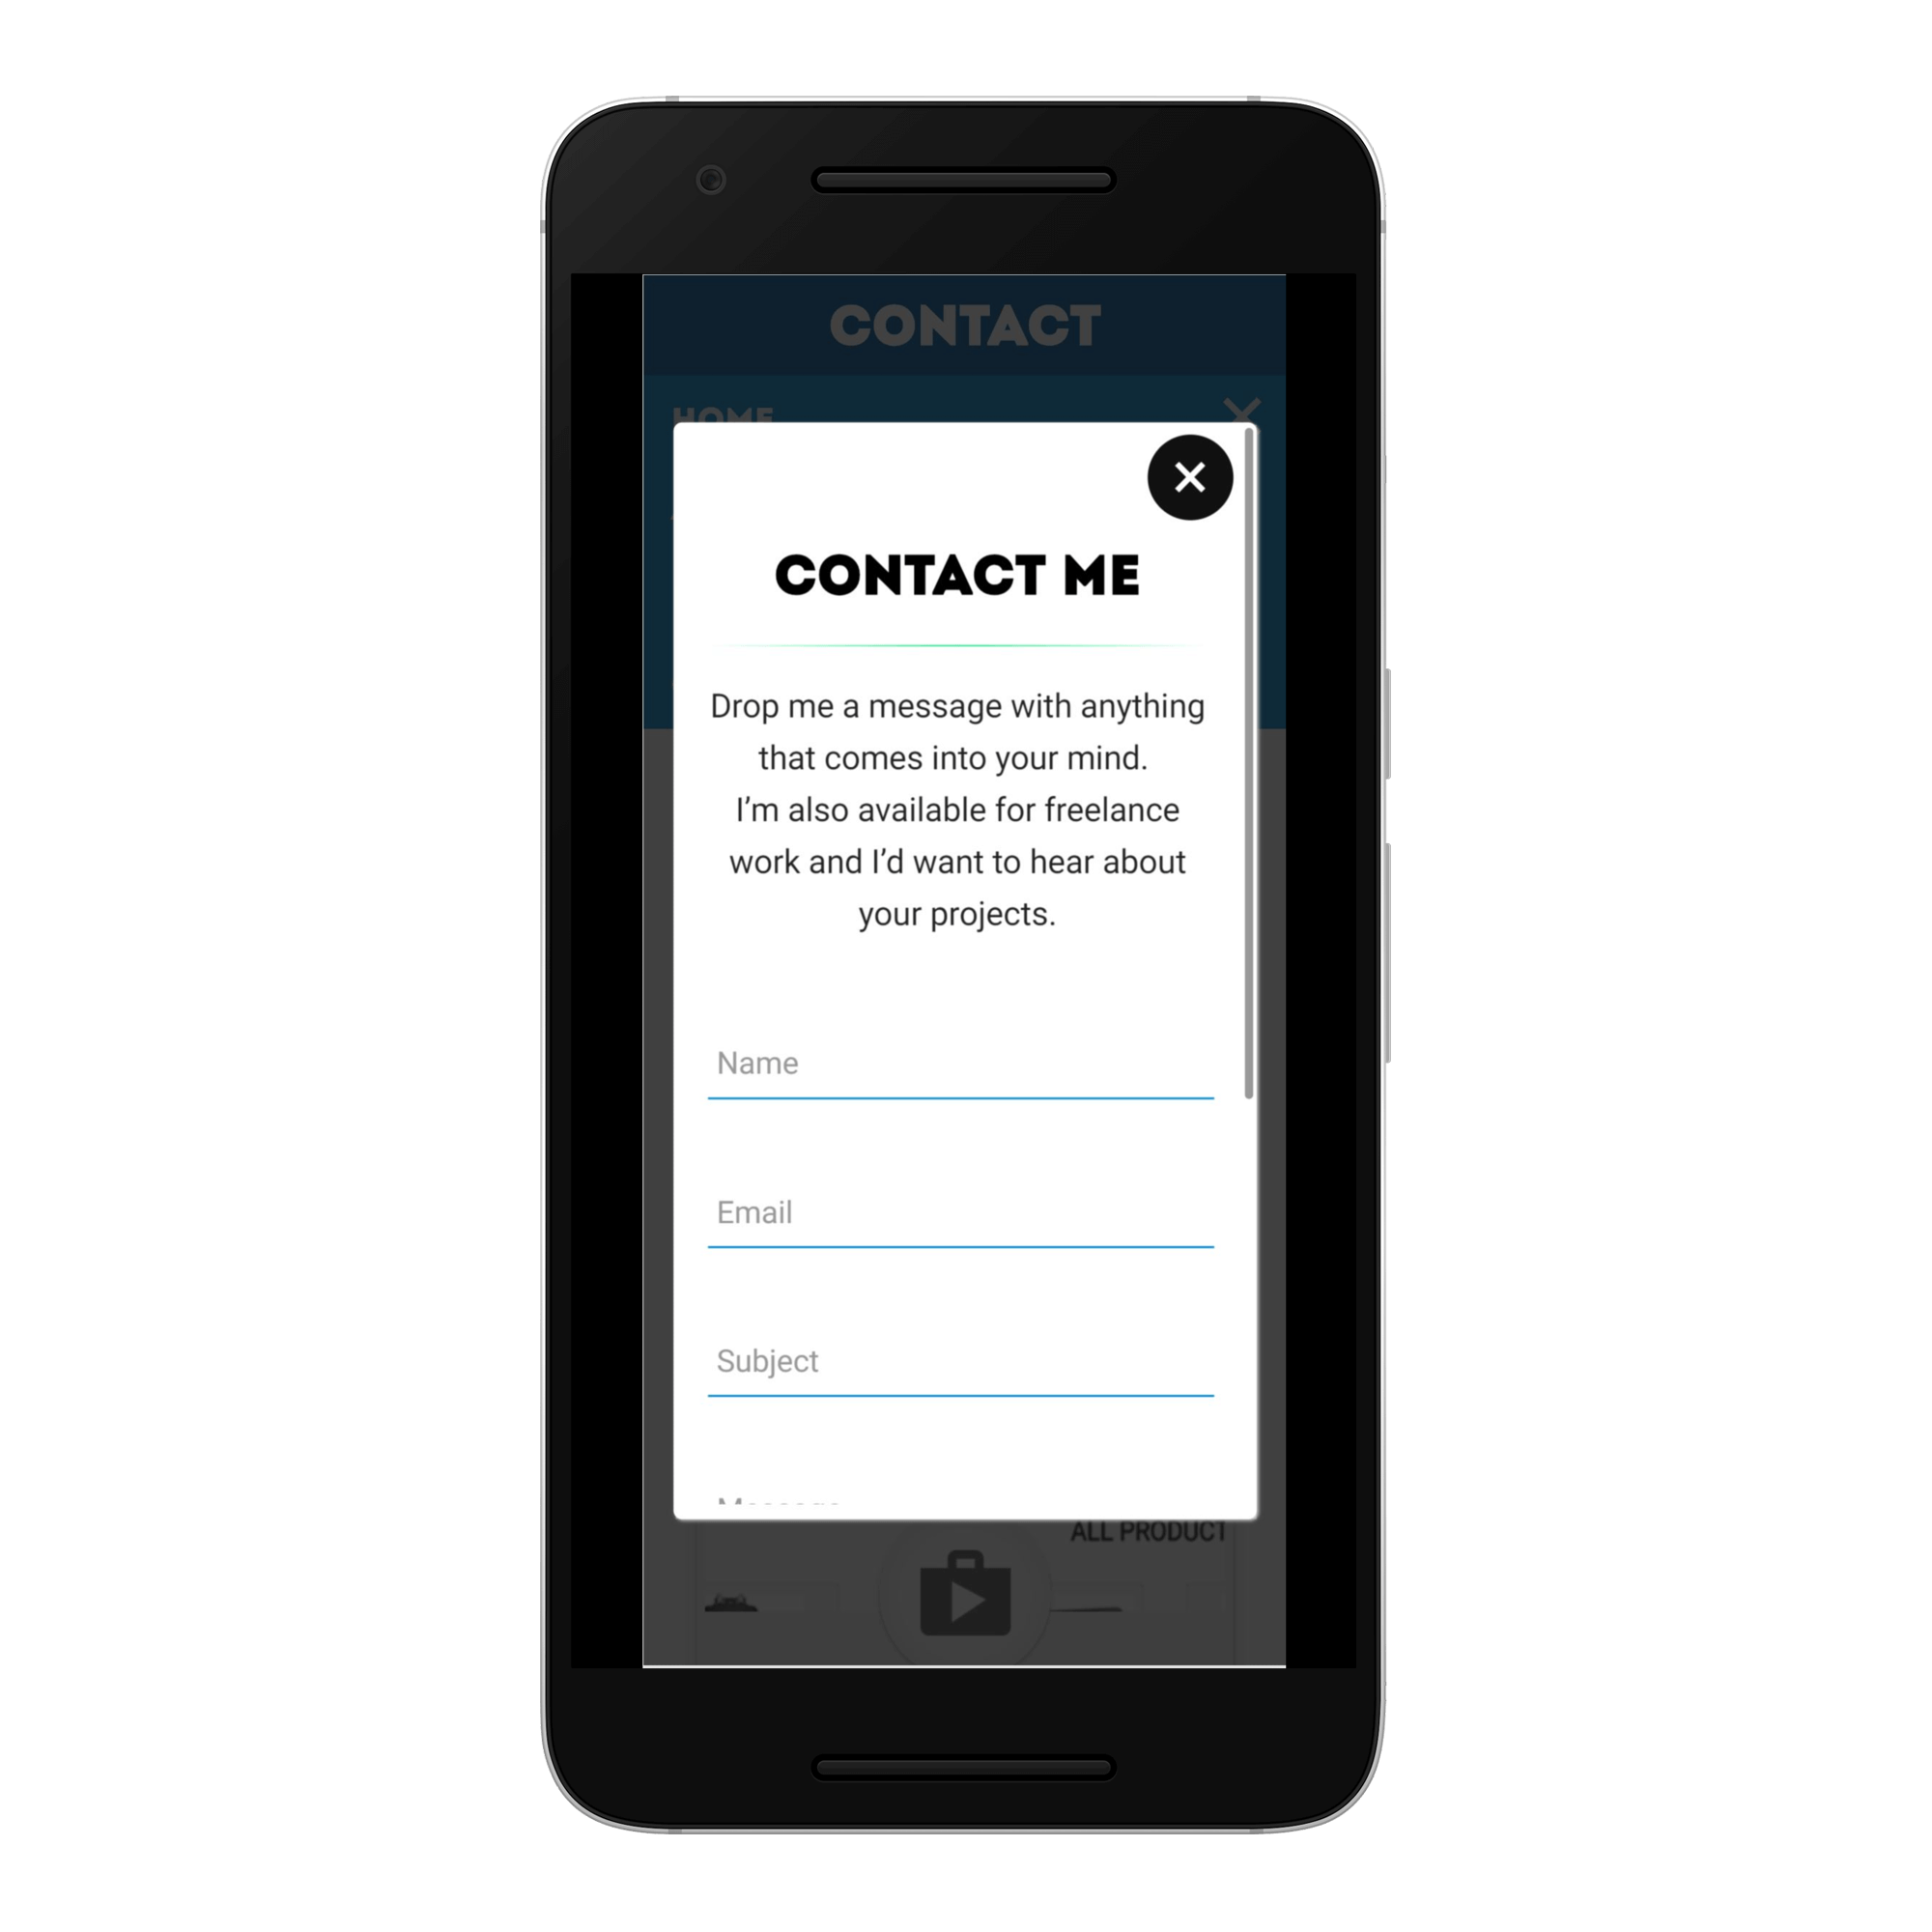 CONTACT
HOME
CONTACT ME
Drop me a message with anything
that comes into your mind.
I’m also available for freelance
work and I’d want to hear about
your projects.
Name
Email
Subject
ALL PRODUCT